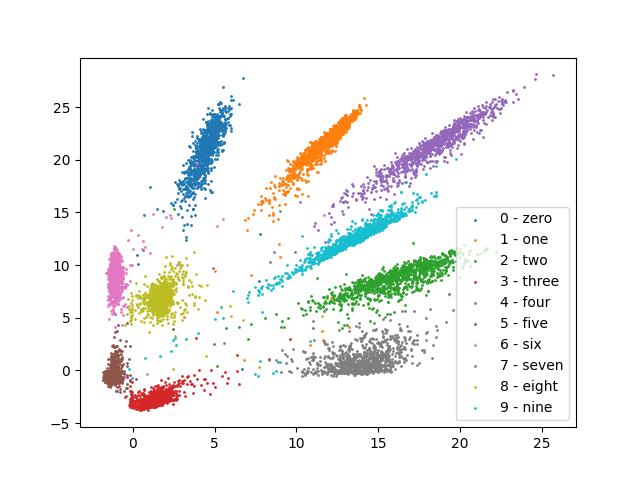 25
20
15
10
5
0
−5
0
5
10
15
20
25
0 - zero
1 - one
2 - two
3 - three
4 - four
5 - five
6 - six
7 - seven
8 - eight
9 - nine